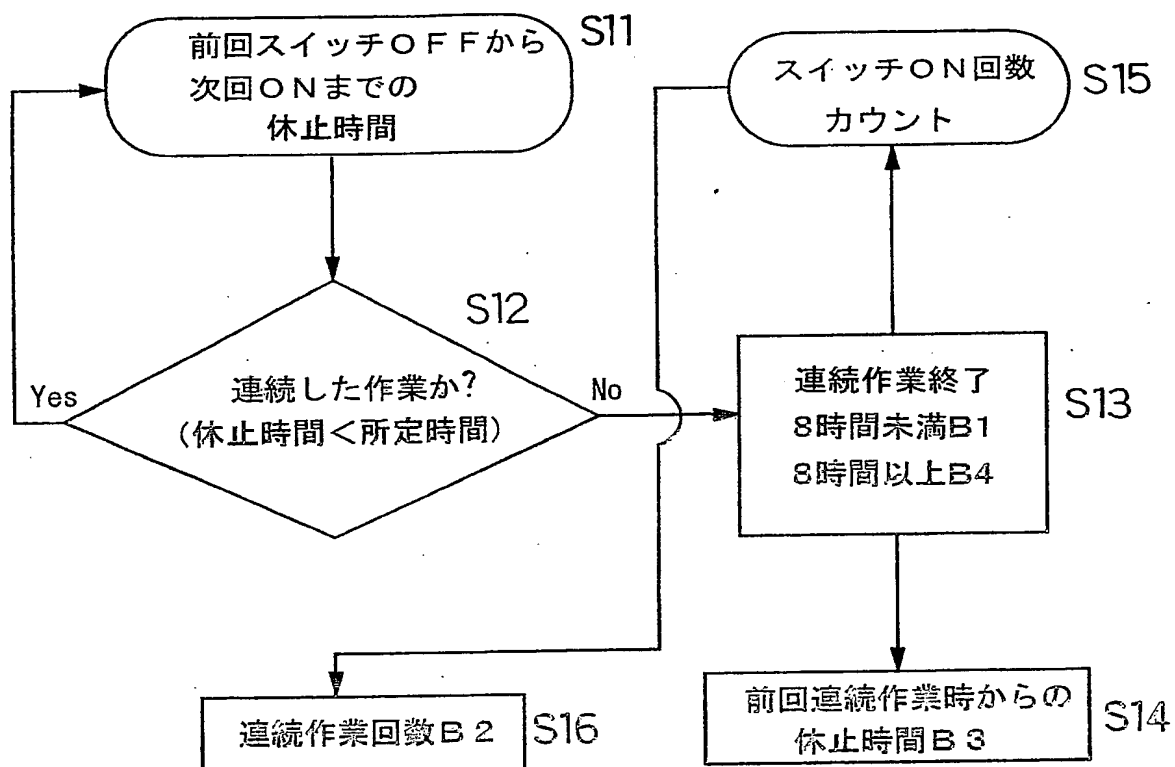 前回スイッチOFFから
次回ONまでの
休止時間
S11
S12
連続した作業か?
(休止時間<所定時間)
Yes
No
連続作業終了
8時間未満B1
8時間以上B4
S13
前回連続作業時からの
休止時間B3
S14
スイッチON回数
カウント
S15
連続作業回数B2
S16